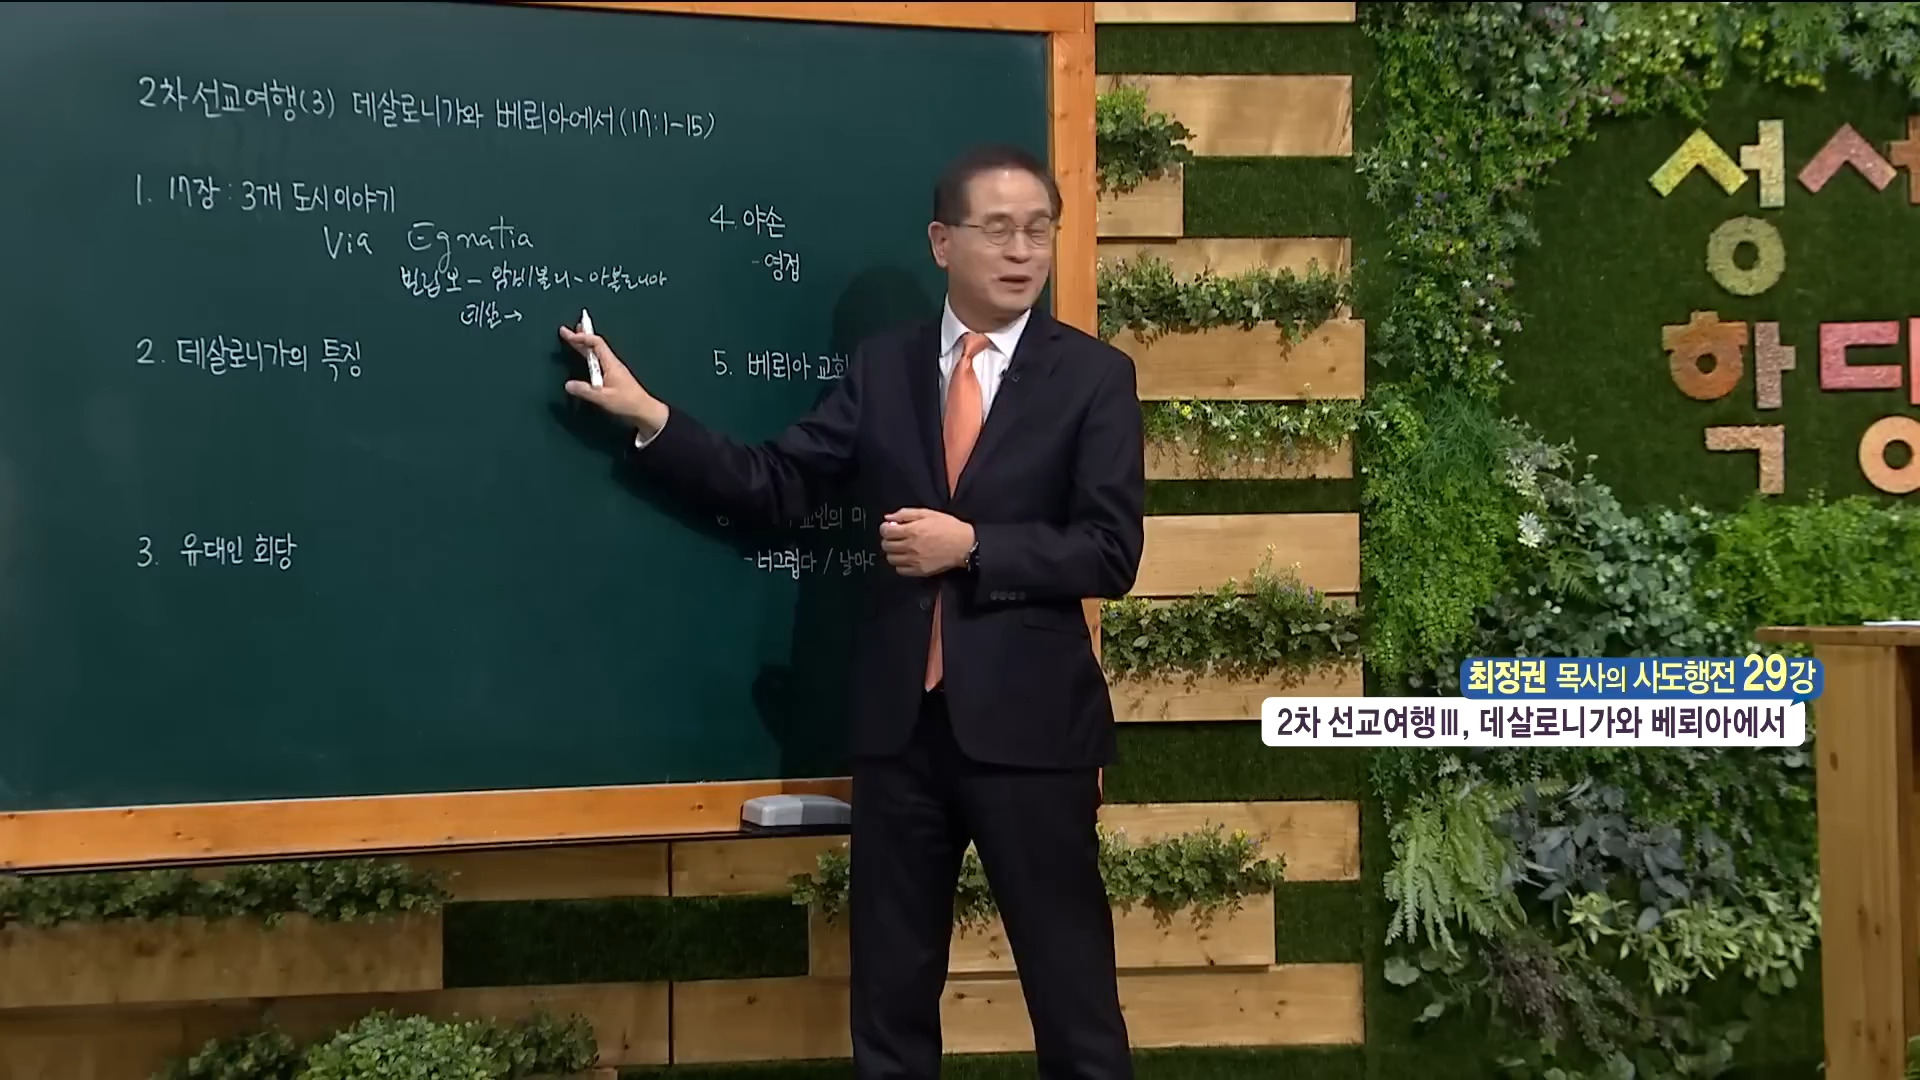 2차 선교여행(3) 데살로니가와 베뢰아에서(17:1-15)
1. 17장 : 3개 도시이야기
Via Egnatia
빌립보 - 암비볼리 - 아볼로니아
데살→
2. 데살로니가의 특징
3. 유대인 회당
4. 야손
- 영접
5. 베뢰아 교회
교인의
- 너그럽다 / 날마다
성서
학당
최정권 목사의 사도행전 29강
2차 선교여행Ⅲ, 데살로니가와 베뢰아에서